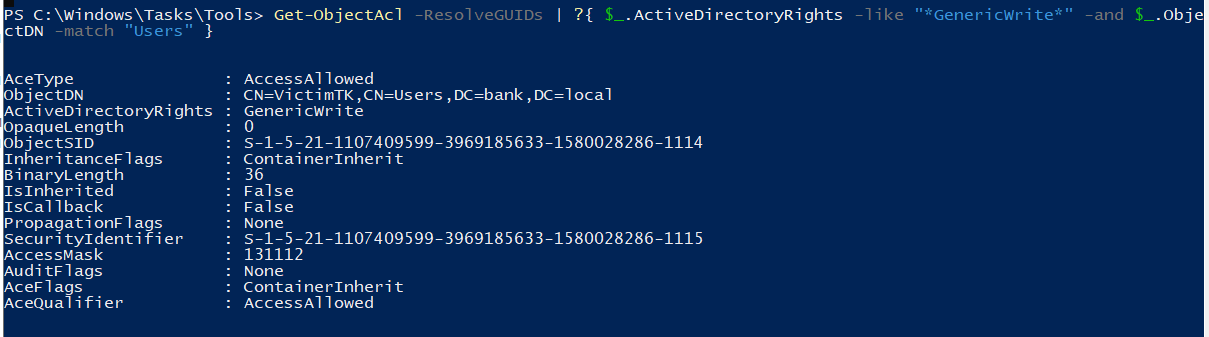 PS C:\Windows\Tasks\Tools> Get-ObjectAcl -ResolveGUIDs | ?{ $_.ActiveDirectoryRights -like "*GenericWrite*" -and $_.Obje
ctDN -match "Users" }
AceType : AccessAllowed
ObjectDN : CN=VictimTK,CN=Users,DC=bank,DC=local
ActiveDirectoryRights : GenericWrite
OpaqueLength : 0
ObjectSID : S-1-5-21-1107409599-3969185633-1580028286-1114
InheritanceFlags : ContainerInherit
BinaryLength : 36
IsInherited : False
IsCallback : False
PropagationFlags : None
SecurityIdentifier : S-1-5-21-1107409599-3969185633-1580028286-1115
AccessMask : 131112
AuditFlags : None
AceFlags : ContainerInherit
AceQualifier : AccessAllowed